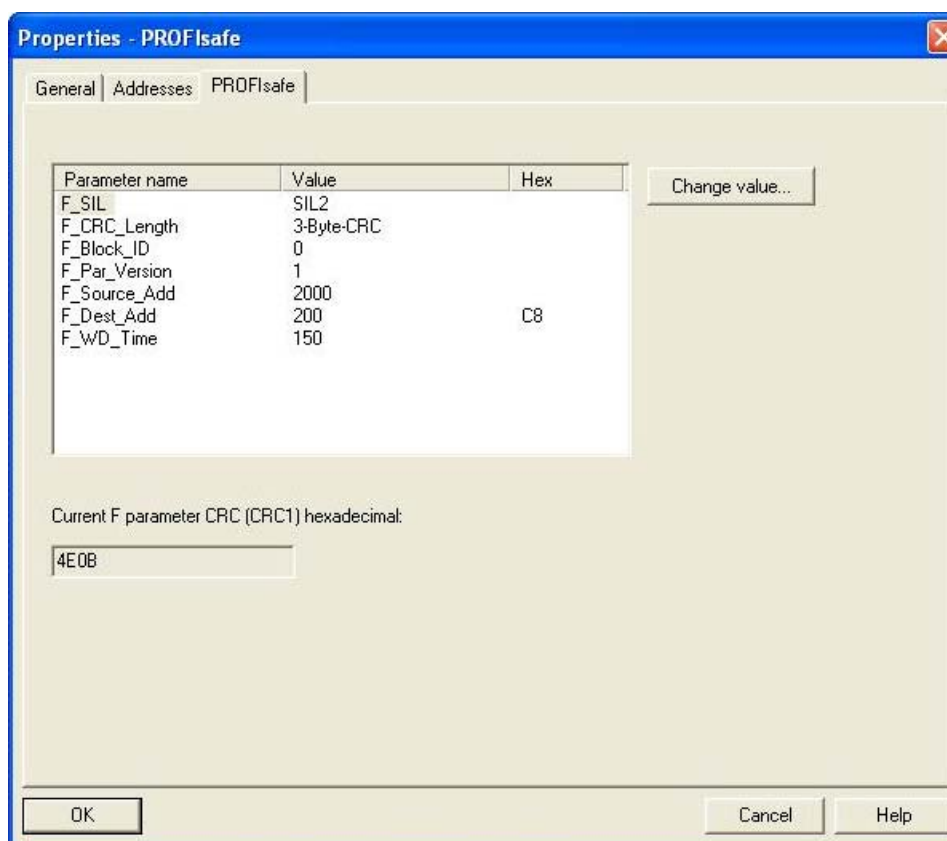 Properties - PROFIsafe
General Addresses PROFIsafe
Parameter name Value Hex
F_SIL SIL2
F_CRC_Length 3-Byte-CRC
F_Block_ID 0
F_Par_Version 1
F_Source_Add 2000
F_Dest_Add 200 C8
F_WD_Time 150
Change value...
Current F parameter CRC (CRC1) hexadecimal:
4E0B
OK Cancel Help